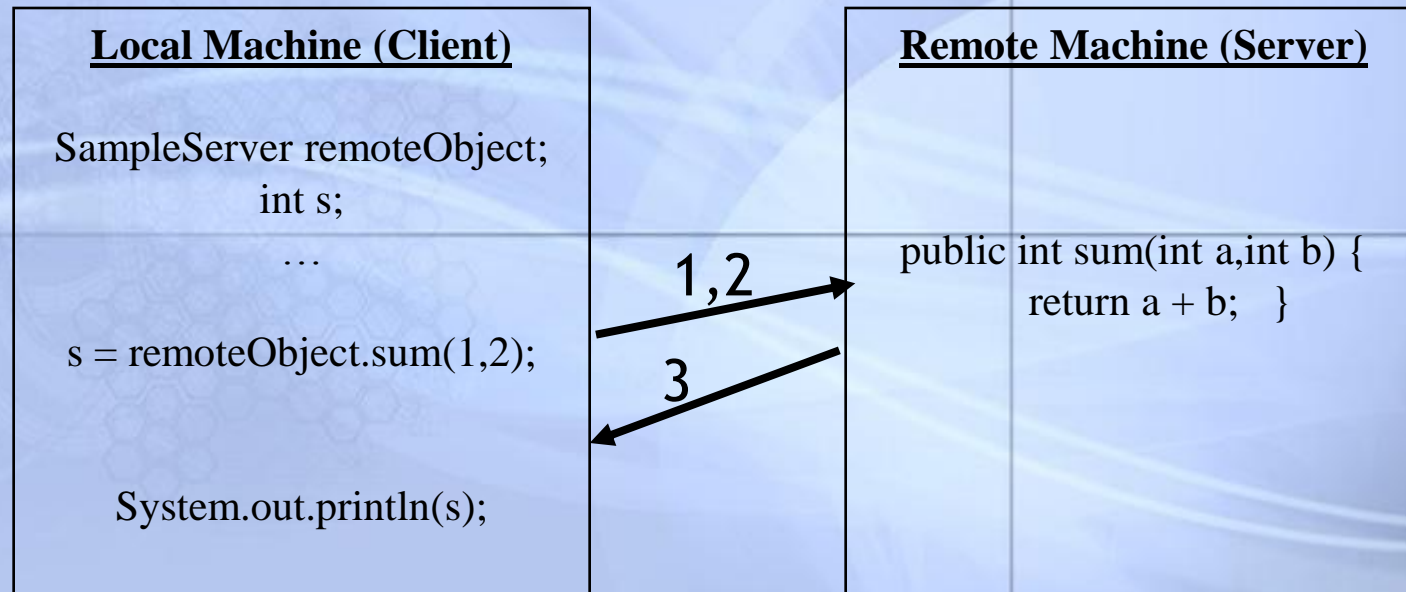 Local Machine (Client)
SampleServer remoteObject;
int s;
…
s = remoteObject.sum(1,2);
System.out.println(s);
1,2
3
Remote Machine (Server)
public int sum(int a,int b) {
return a + b; }